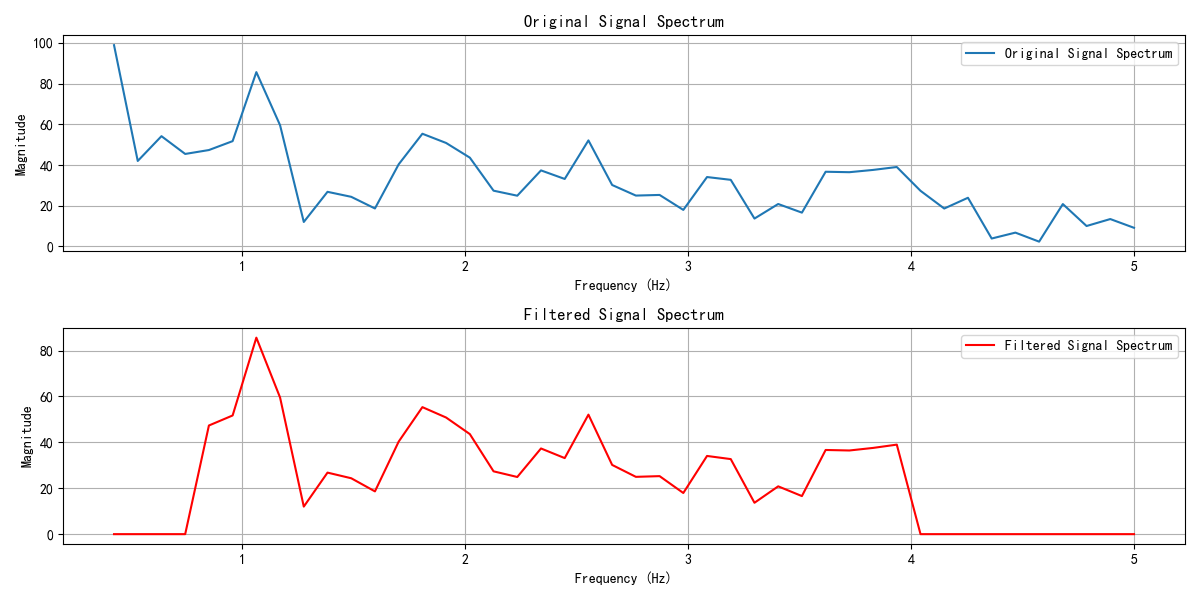 Original Signal Spectrum
Original Signal Spectrum
100
80
60
40
20
0
Magnitude
1 2 3 4 5
Frequency (Hz)
Filtered Signal Spectrum
Filtered Signal Spectrum
80
60
40
20
0
Magnitude
1 2 3 4 5
Frequency (Hz)